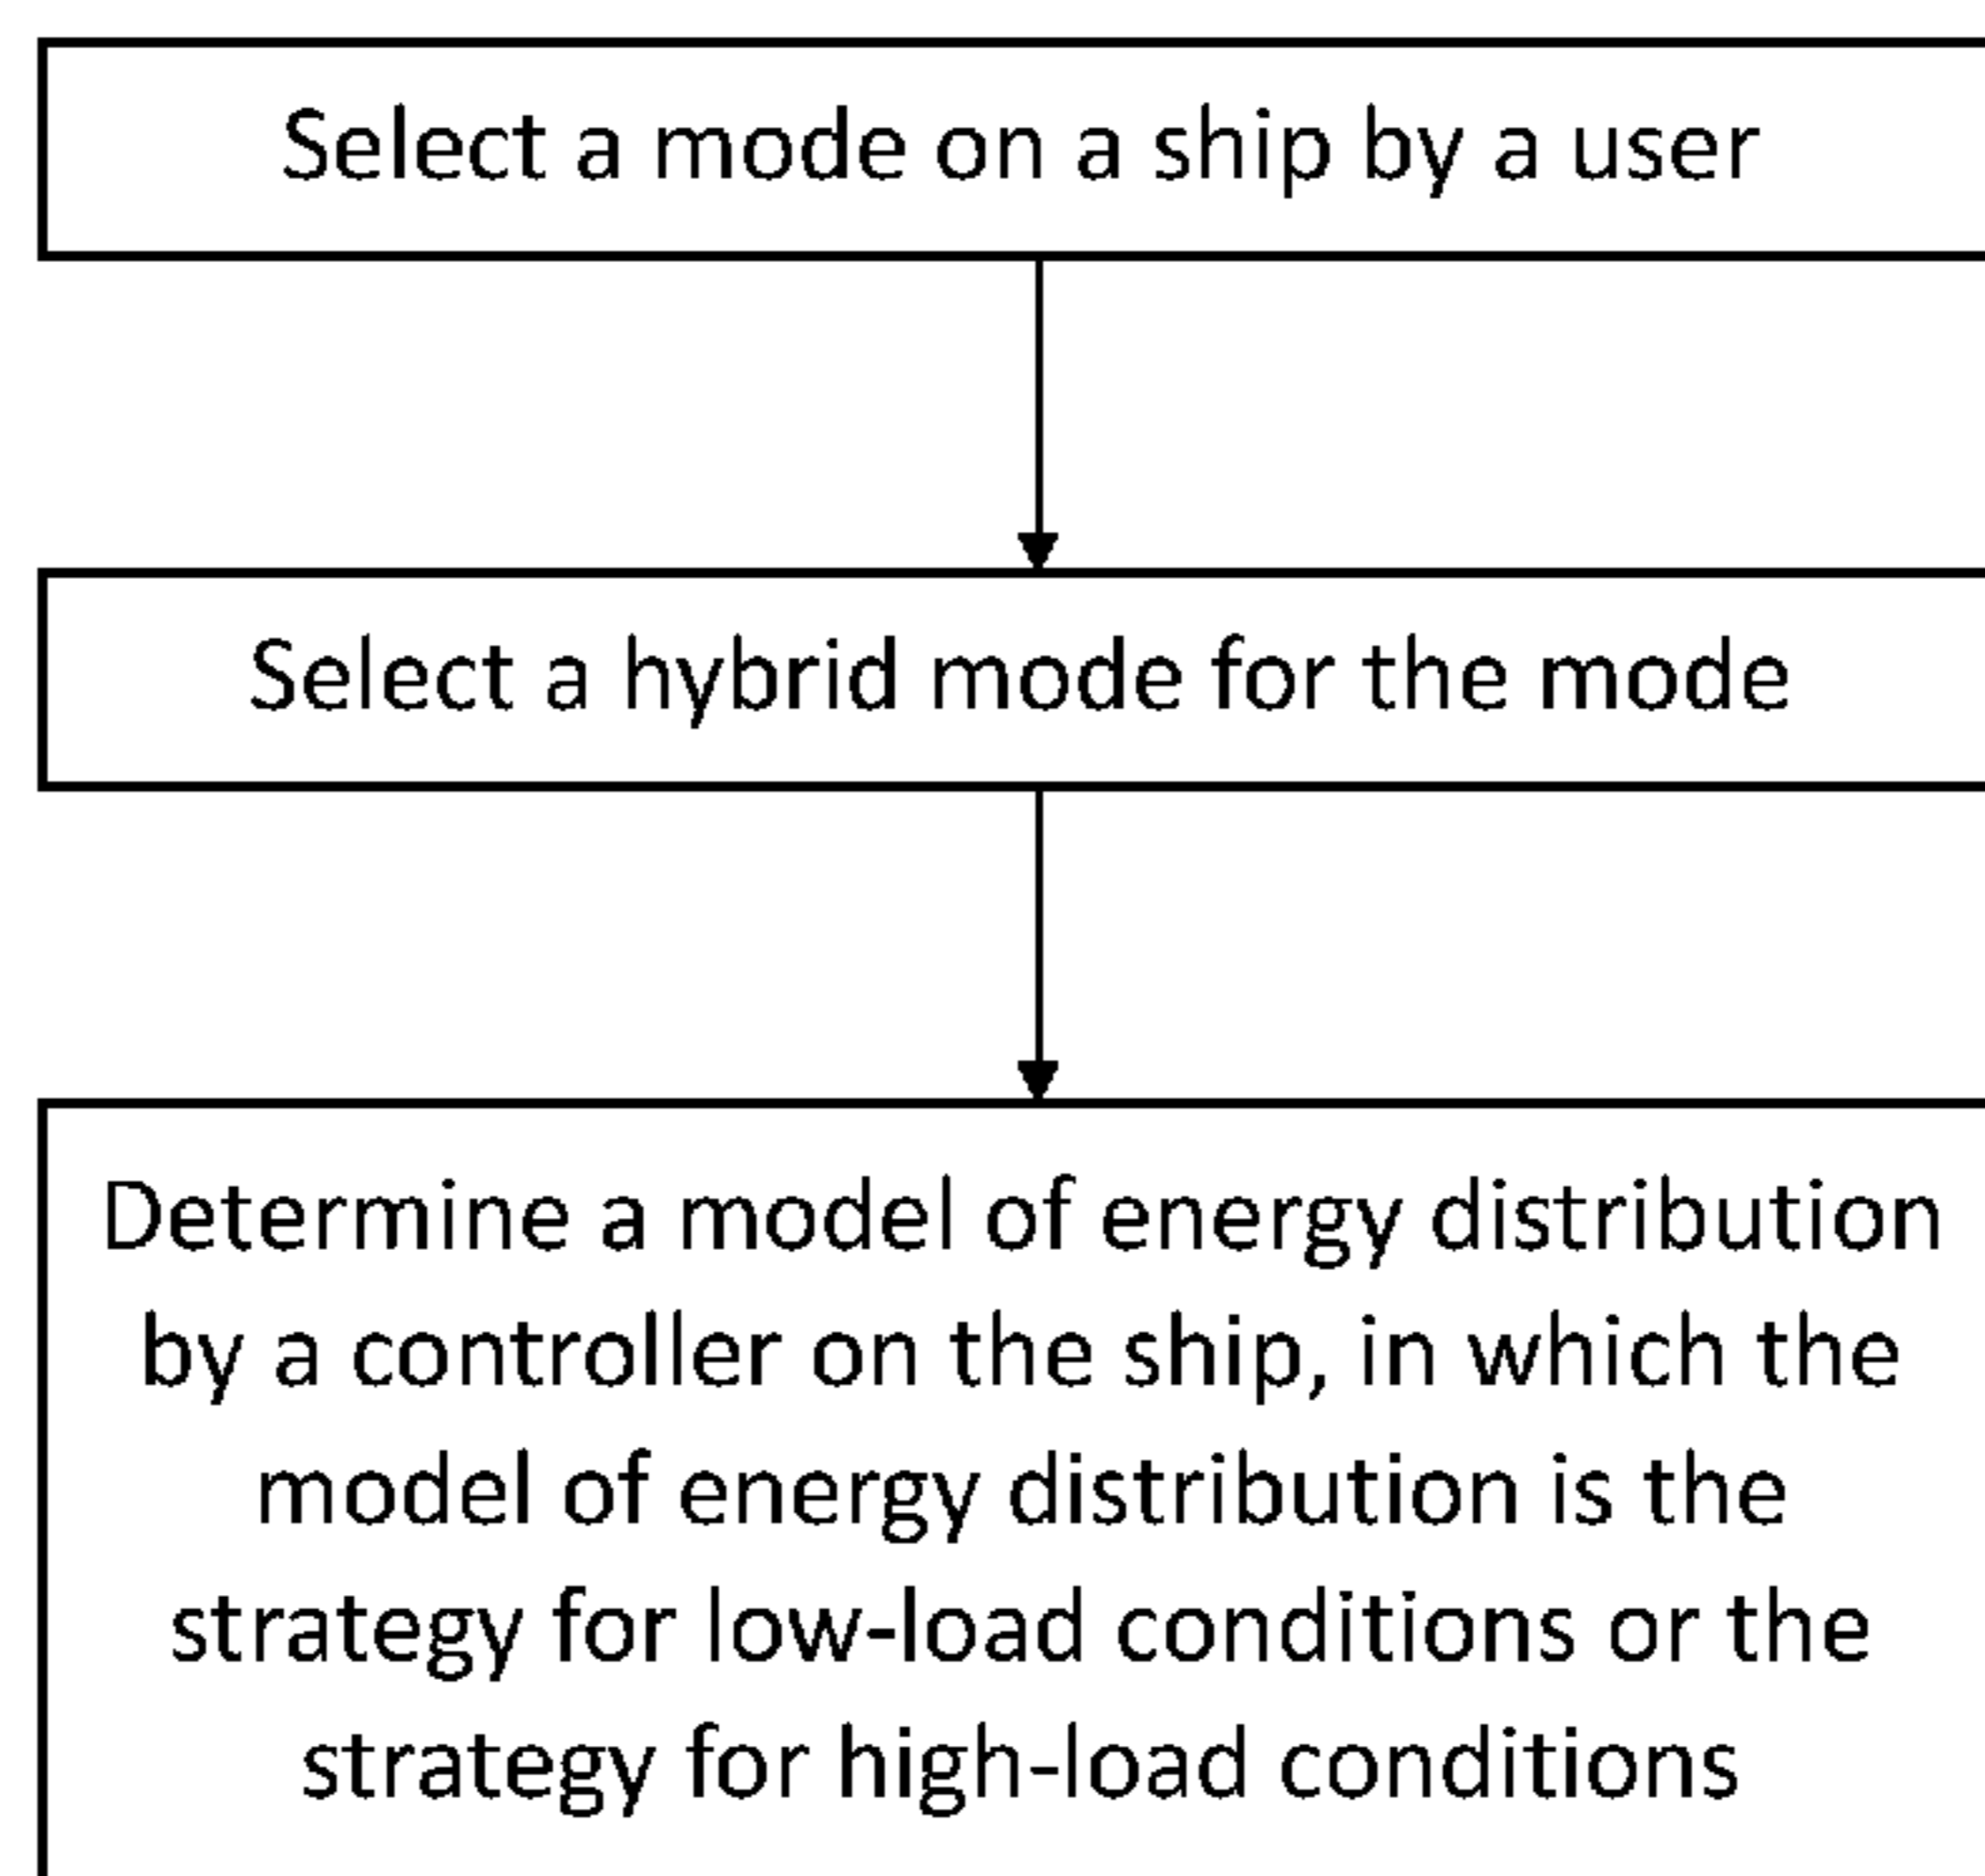 Select a mode on a ship by a user
Select a hybrid mode for the mode
Determine a model of energy distribution
by a controller on the ship, in which the
model of energy distribution is the
strategy for low-load conditions or the
strategy for high-load conditions